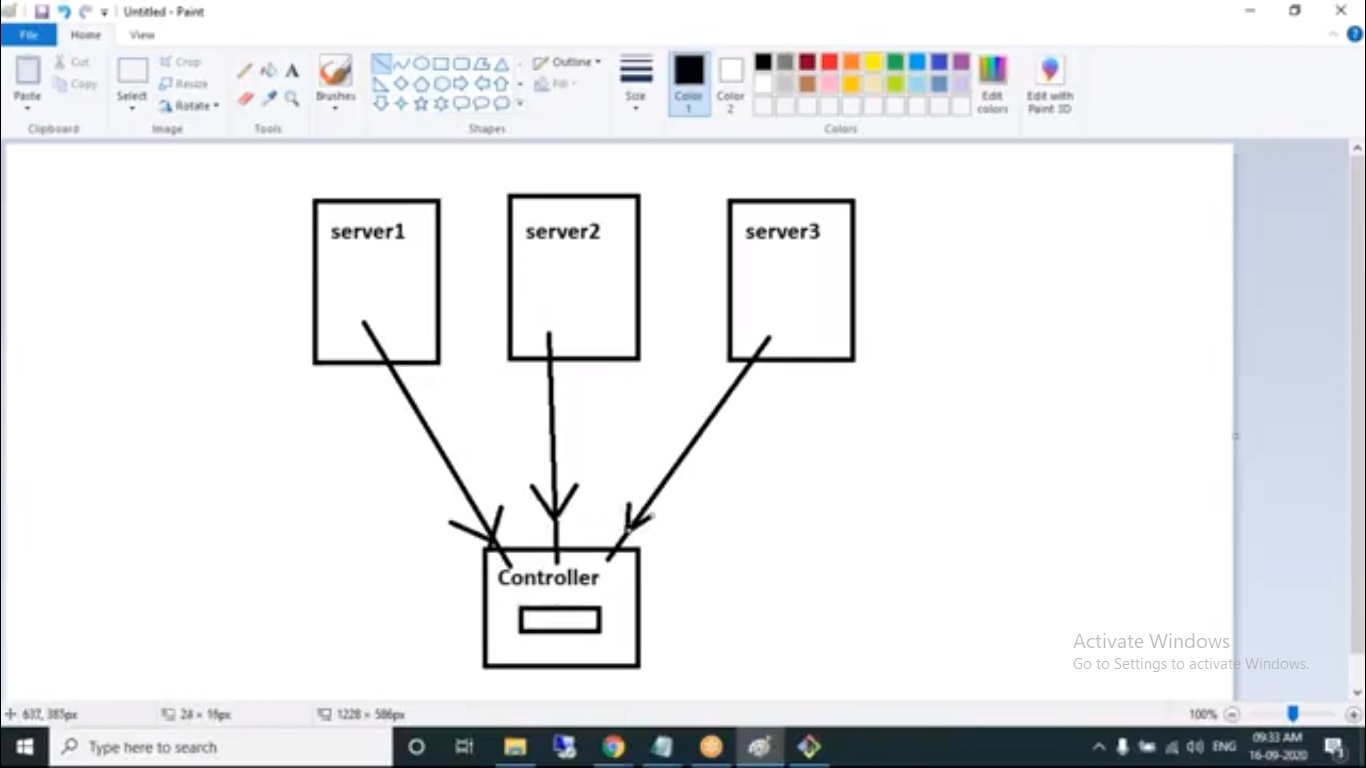 Untitled - Paint
File Home View
Cut
Copy
Paste
Clipboard
Crop
Resize
Rotate
Select
Image
A
Tools
Brushes
Outline
Fill
Shapes
Size
Color 1
Color 2
Edit colors
Edit with Paint 3D
Colors
server1 server2 server3
Controller
Activate Windows
Go to Settings to activate Windows.
637, 385px 24 × 16px 1228 × 586px 100%
Type here to search
ENG
09:33 AM
16-09-2020